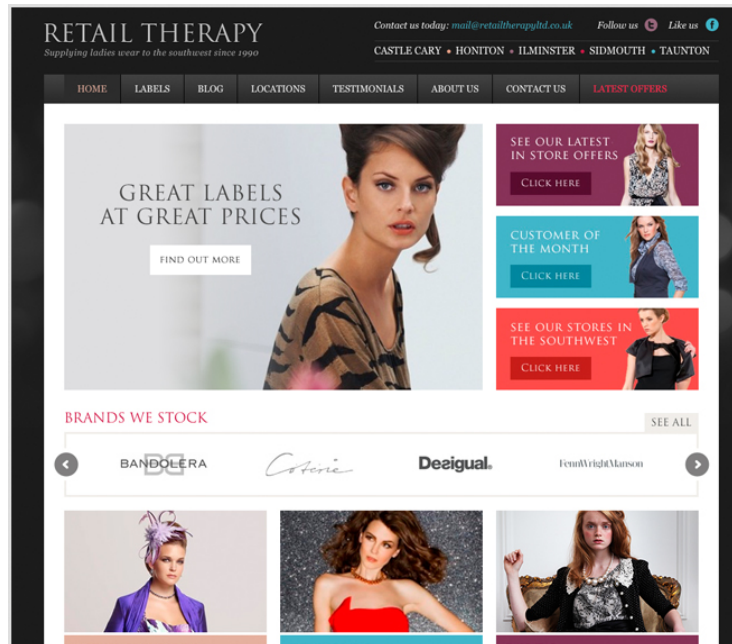 RETAIL THERAPY
Supplying ladies wear to the southwest since 1990
Contact us today: mail@retailtherapyltd.co.uk Follow us Like us f
CASTLE CARY • HONITON • ILMINSTER • SIDMOUTH • TAUNTON
HOME LABELS BLOG LOCATIONS TESTIMONIALS ABOUT US CONTACT US LATEST OFFERS
GREAT LABELS
AT GREAT PRICES
FIND OUT MORE
SEE OUR LATEST
IN STORE OFFERS
CLICK HERE
CUSTOMER OF
THE MONTH
CLICK HERE
SEE OUR STORES IN
THE SOUTHWEST
CLICK HERE
BRANDS WE STOCK
SEE ALL
BANDOLERA Coterie Desigual. FennWrightManson